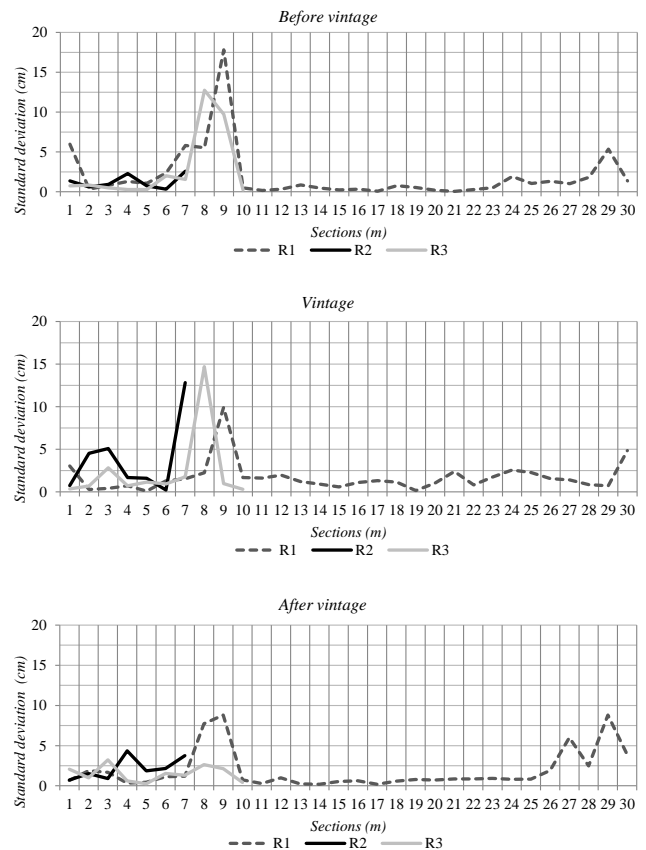 Before vintage
20
15
10
5
0
Standard deviation (cm)
1 2 3 4 5 6 7 8 9 10 11 12 13 14 15 16 17 18 19 20 21 22 23 24 25 26 27 28 29 30
Sections (m)
R1 R2 R3
Vintage
20
15
10
5
0
Standard deviation (cm)
1 2 3 4 5 6 7 8 9 10 11 12 13 14 15 16 17 18 19 20 21 22 23 24 25 26 27 28 29 30
Sections (m)
R1 R2 R3
After vintage
20
15
10
5
0
Standard deviation (cm)
1 2 3 4 5 6 7 8 9 10 11 12 13 14 15 16 17 18 19 20 21 22 23 24 25 26 27 28 29 30
Sections (m)
R1 R2 R3